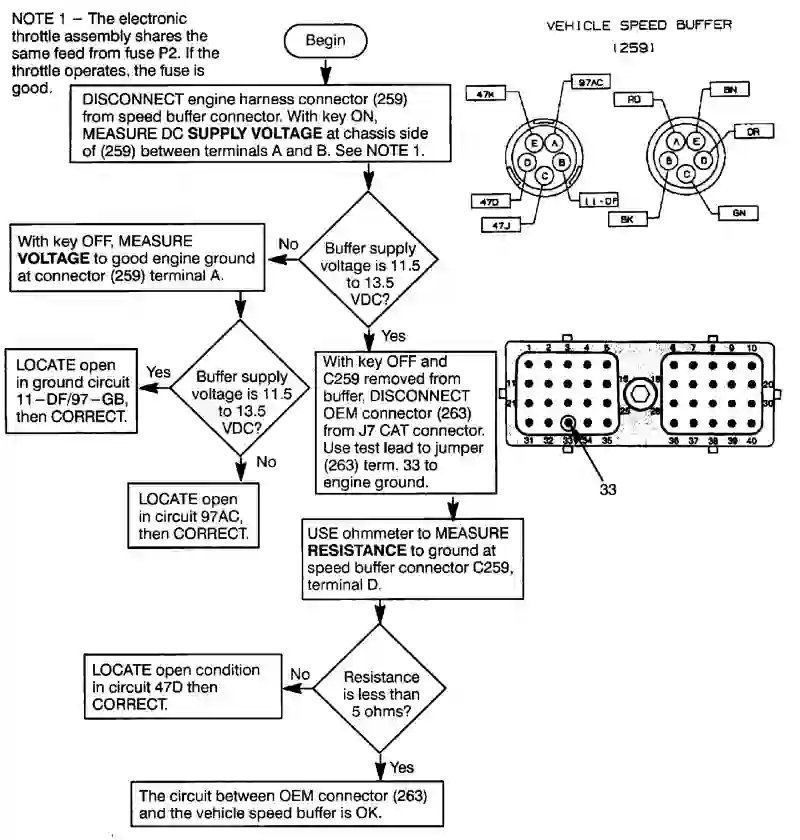 NOTE 1 – The electronic
throttle assembly shares the
same feed from fuse P2. If the
throttle operates, the fuse is
good.
Begin
VEHICLE SPEED BUFFER
(259)
DISCONNECT engine harness connector (259)
from speed buffer connector. With key ON,
MEASURE DC SUPPLY VOLTAGE at chassis side
of (259) between terminals A and B. See NOTE 1.
47K
97AC
E
A
D
B
C
47D
47J
11-DF
RD
BN
A
E
B
D
C
OR
BK
GN
With key OFF, MEASURE
VOLTAGE to good engine ground
at connector (259) terminal A.
No
Buffer supply
voltage is 11.5
to 13.5
VDC?
Yes
LOCATE open
in ground circuit
11–DF/97–GB,
then CORRECT.
Yes
Buffer supply
voltage is 11.5
to 13.5
VDC?
No
LOCATE open
in circuit 97AC,
then CORRECT.
With key OFF and
C259 removed from
buffer, DISCONNECT
OEM connector (263)
from J7 CAT connector.
Use test lead to jumper
(263) term. 33 to
engine ground.
1 2 3 4 5
6 7 8 9 10
11
16
20
21
25
26
30
31 32 33 34 35
36 37 38 39 40
33
USE ohmmeter to MEASURE
RESISTANCE to ground at
speed buffer connector C259,
terminal D.
LOCATE open condition
in circuit 47D then
CORRECT.
No
Resistance
is less than
5 ohms?
Yes
The circuit between OEM connector (263)
and the vehicle speed buffer is OK.